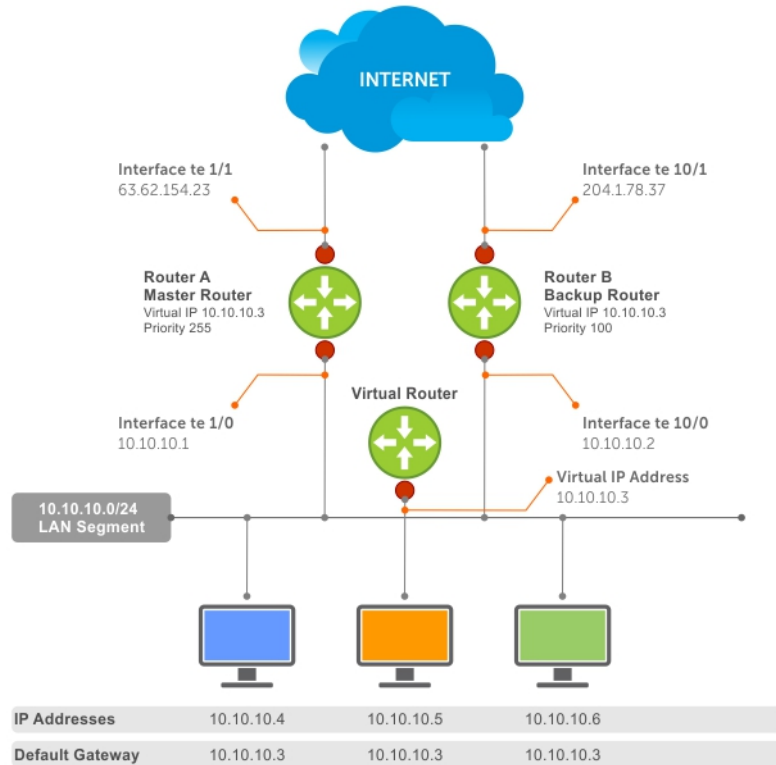 INTERNET
Interface te 1/1
63.62.154.23
Interface te 10/1
204.1.78.37
Router A
Master Router
Virtual IP 10.10.10.3
Priority 255
Router B
Backup Router
Virtual IP 10.10.10.3
Priority 100
Virtual Router
Interface te 1/0
10.10.10.1
Interface te 10/0
10.10.10.2
Virtual IP Address
10.10.10.3
10.10.10.0/24
LAN Segment
IP Addresses 10.10.10.4 10.10.10.5 10.10.10.6
Default Gateway 10.10.10.3 10.10.10.3 10.10.10.3